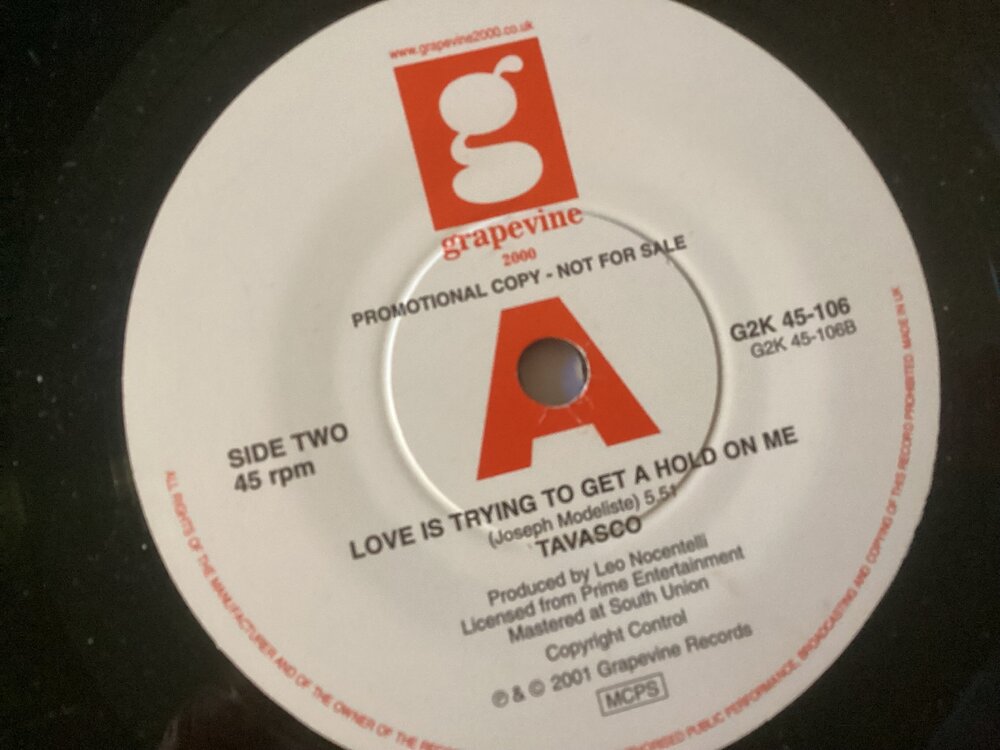 www.grapevine2000.co.uk
g
grapevine
2000
PROMOTIONAL COPY - NOT FOR SALE
A
G2K 45-106
G2K 45-106B
SIDE TWO
45 rpm
LOVE IS TRYING TO GET A HOLD ON ME
(Joseph Modeliste) 5.51
TAVASCO
Produced by Leo Nocentelli
Licensed from Prime Entertainment
Mastered at South Union
Copyright Control
℗ & © 2001 Grapevine Records
MCPS
ALL RIGHTS OF THE MANUFACTURER AND OF THE OWNER OF THE
PUBLIC PERFORMANCE, BROADCASTING AND COPYING OF THIS RECORD PROHIBITED. MADE IN UK